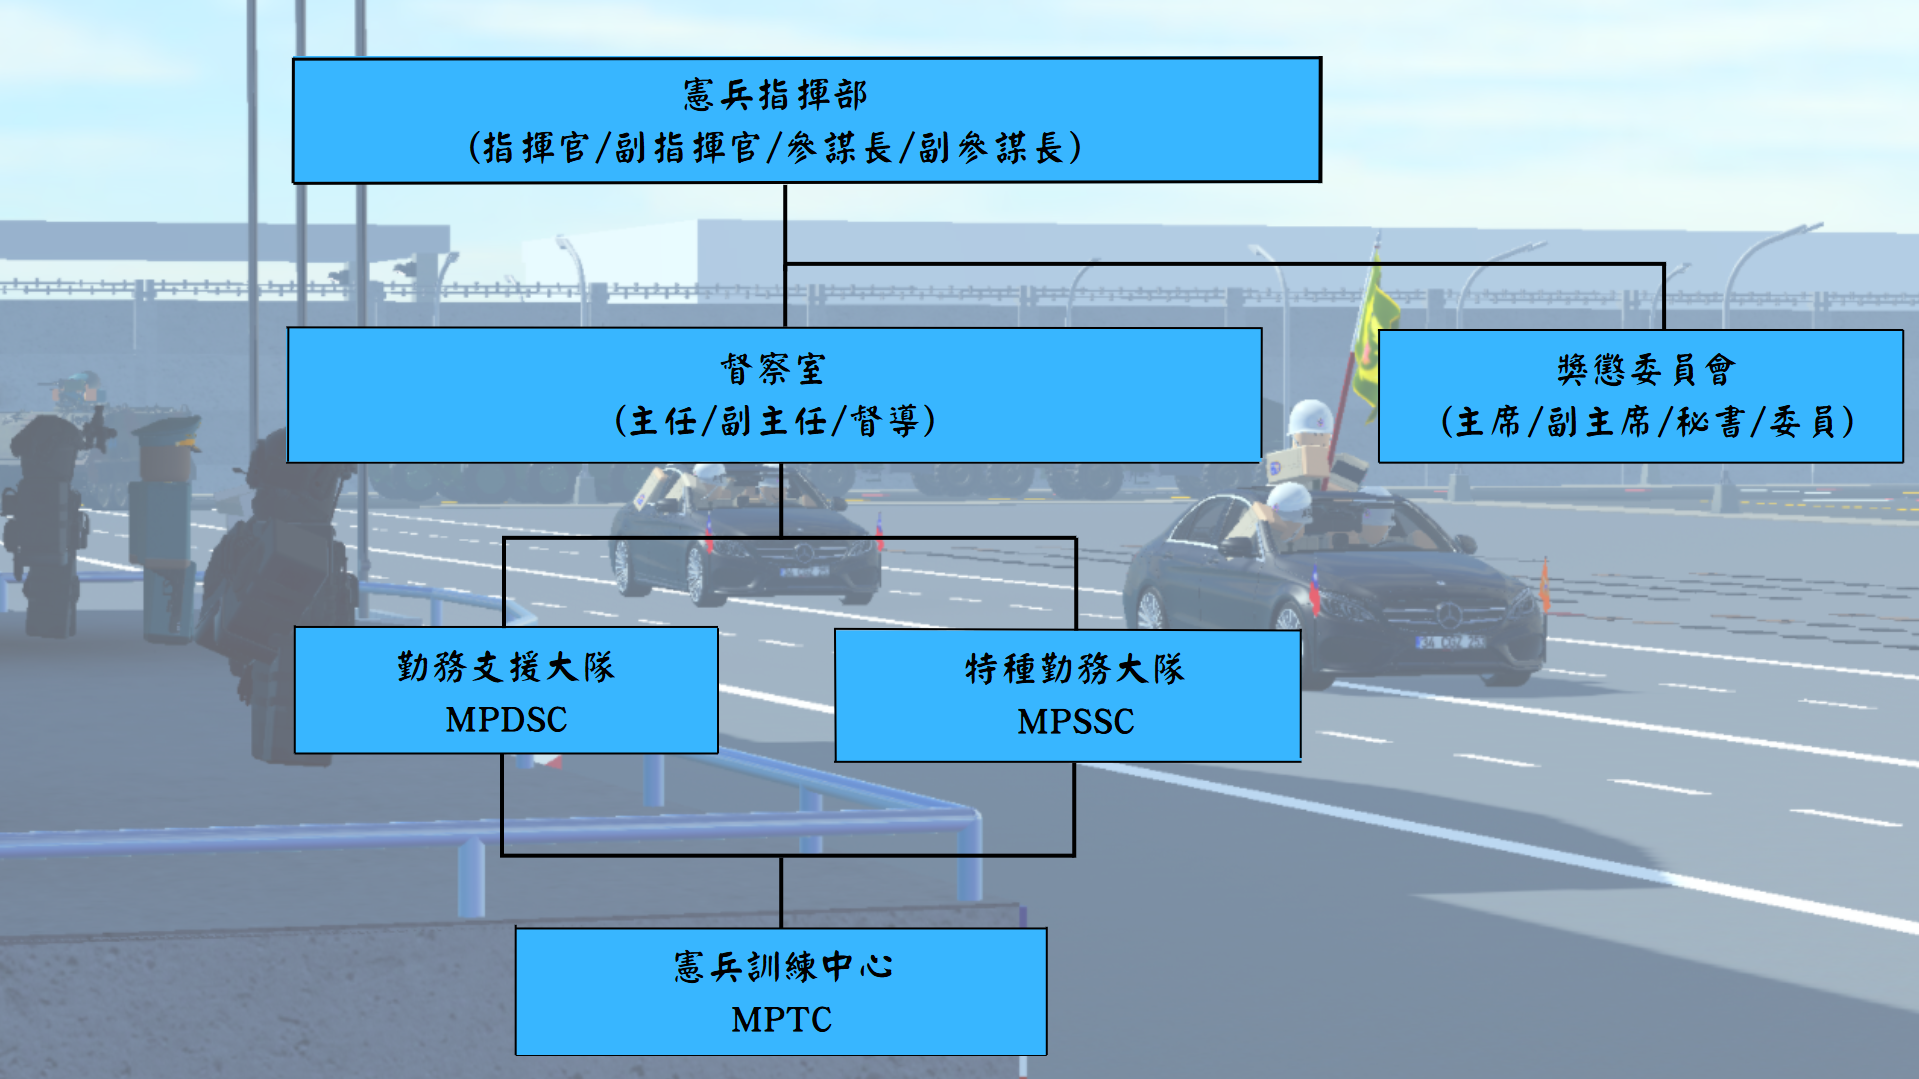 憲兵指揮部
(指揮官/副指揮官/參謀長/副參謀長)
督察室
(主任/副主任/督導)
獎懲委員會
(主席/副主席/秘書/委員)
勤務支援大隊
MPDSC
特種勤務大隊
MPSSC
憲兵訓練中心
MPTC